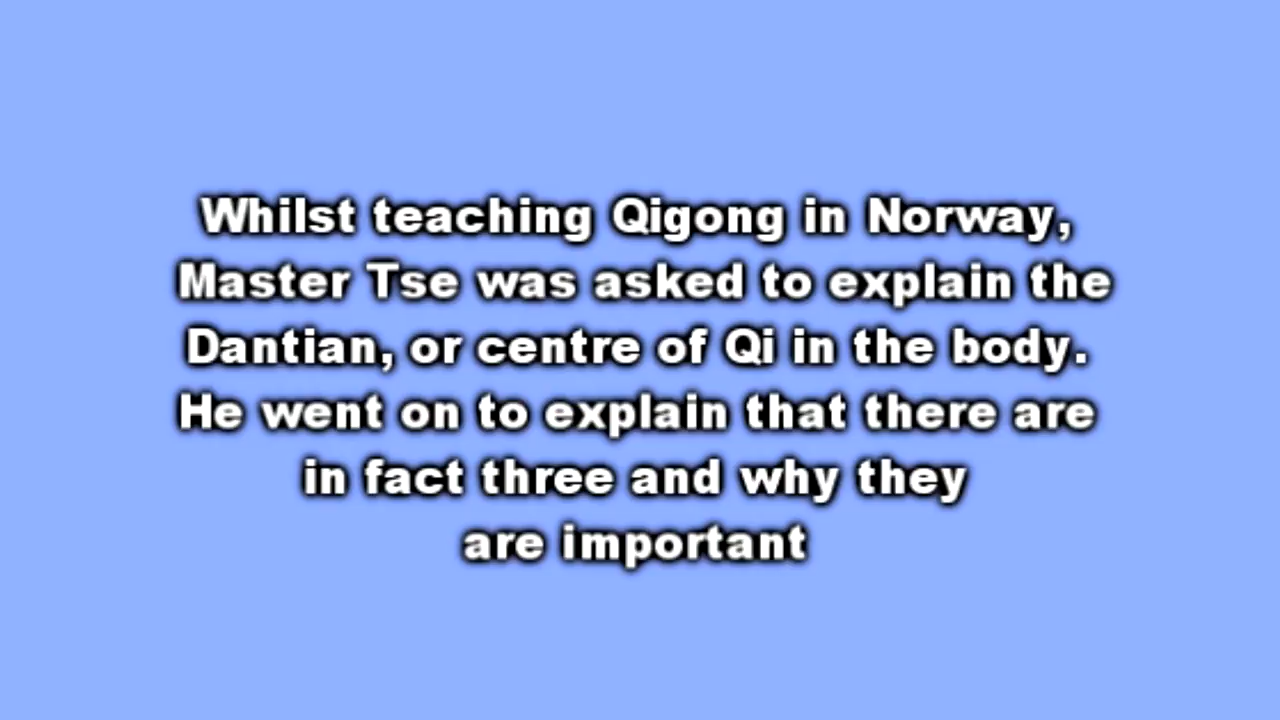 Whilst teaching Qigong in Norway,
Master Tse was asked to explain the
Dantian, or centre of Qi in the body.
He went on to explain that there are
in fact three and why they
are important